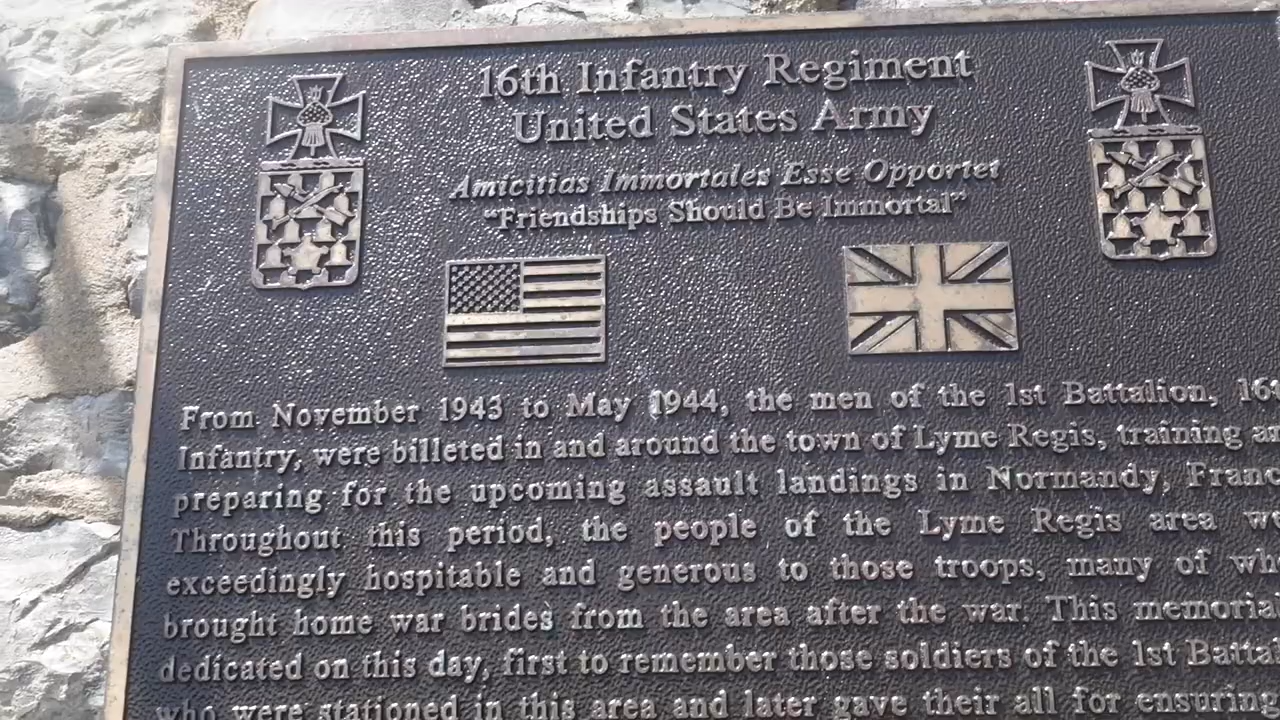 16th Infantry Regiment
United States Army
Amicitias Immortales Esse Opportet
"Friendships Should Be Immortal"
From November 1943 to May 1944, the men of the 1st Battalion,
Infantry, were billeted in and around the town of Lyme Regis, training
preparing for the upcoming assault landings in Normandy,
Throughout this period, the people of the Lyme Regis area
exceedingly hospitable and generous to those troops, many of
brought home war brides from the area after the war. This memorial
dedicated on this day, first to remember those soldiers of the 1st
who were stationed in this area and later gave their all for ensuring